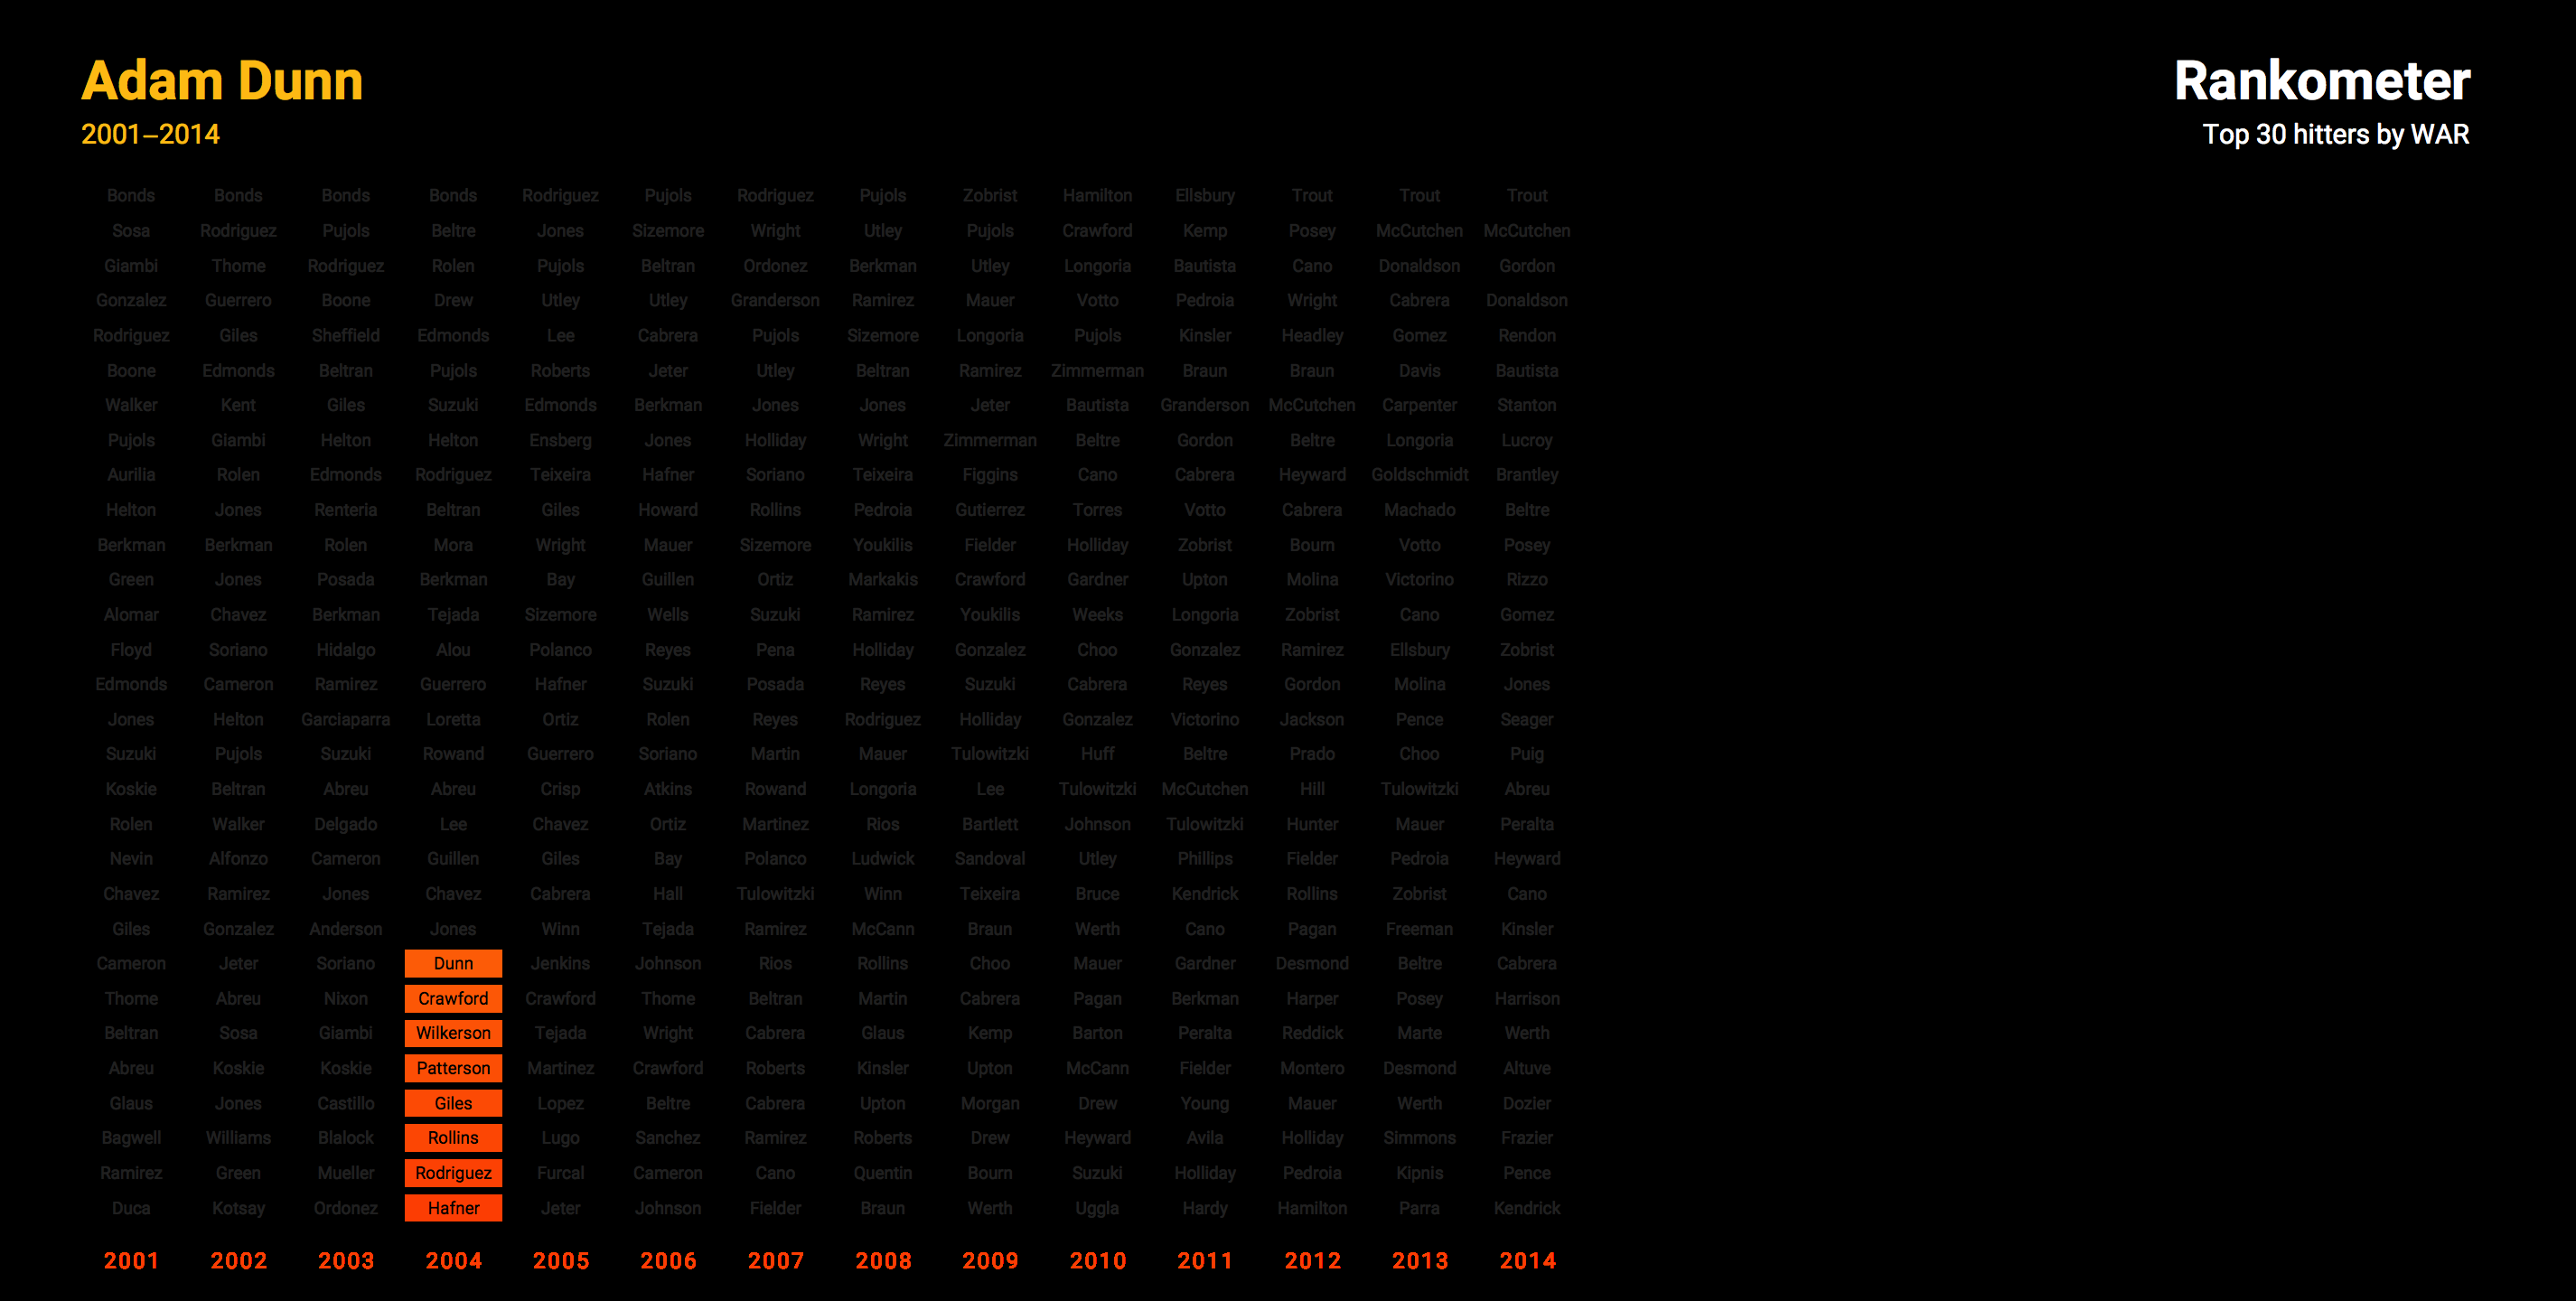 Adam Dunn
2001–2014
Rankometer
Top 30 hitters by WAR
Bonds Bonds Bonds Bonds Rodriguez Pujols Rodriguez Pujols Zobrist Hamilton Ellsbury Trout Trout Trout
Sosa Rodriguez Pujols Beltre Jones Sizemore Wright Utley Pujols Crawford Kemp Posey McCutchen McCutchen
Giambi Thome Rodriguez Rolen Pujols Beltran Ordonez Berkman Utley Longoria Bautista Cano Donaldson Gordon
Gonzalez Guerrero Boone Drew Utley Utley Granderson Ramirez Mauer Votto Pedroia Wright Cabrera Donaldson
Rodriguez Giles Sheffield Edmonds Lee Cabrera Pujols Sizemore Longoria Pujols Kinsler Headley Gomez Rendon
Boone Edmonds Beltran Pujols Roberts Jeter Utley Beltran Ramirez Zimmerman Braun Braun Davis Bautista
Walker Kent Giles Suzuki Edmonds Berkman Jones Jones Jeter Bautista Granderson McCutchen Carpenter Stanton
Pujols Giambi Helton Helton Ensberg Jones Holliday Wright Zimmerman Beltre Gordon Beltre Longoria Lucroy
Aurilia Rolen Edmonds Rodriguez Teixeira Hafner Soriano Teixeira Figgins Cano Cabrera Heyward Goldschmidt Brantley
Helton Jones Renteria Beltran Giles Howard Rollins Pedroia Gutierrez Torres Votto Cabrera Machado Beltre
Berkman Berkman Rolen Mora Wright Mauer Sizemore Youkilis Fielder Holliday Zobrist Bourn Votto Posey
Green Jones Posada Berkman Bay Guillen Ortiz Markakis Crawford Gardner Upton Molina Victorino Rizzo
Alomar Chavez Berkman Tejada Sizemore Wells Suzuki Ramirez Youkilis Weeks Longoria Zobrist Cano Gomez
Floyd Soriano Hidalgo Alou Polanco Reyes Pena Holliday Gonzalez Choo Gonzalez Ramirez Ellsbury Zobrist
Edmonds Cameron Ramirez Guerrero Hafner Suzuki Posada Reyes Suzuki Cabrera Reyes Gordon Molina Jones
Jones Helton Garciaparra Loretta Ortiz Rolen Reyes Rodriguez Holliday Gonzalez Victorino Jackson Pence Seager
Suzuki Pujols Suzuki Rowand Guerrero Soriano Martin Mauer Tulowitzki Huff Beltre Prado Choo Puig
Koskie Beltran Abreu Abreu Crisp Atkins Rowand Longoria Lee Tulowitzki McCutchen Hill Tulowitzki Abreu
Rolen Walker Delgado Lee Chavez Ortiz Martinez Rios Bartlett Johnson Tulowitzki Hunter Mauer Peralta
Nevin Alfonzo Cameron Guillen Giles Bay Polanco Ludwick Sandoval Utley Phillips Fielder Pedroia Heyward
Chavez Ramirez Jones Chavez Cabrera Hall Tulowitzki Winn Teixeira Bruce Kendrick Rollins Zobrist Cano
Giles Gonzalez Anderson Jones Winn Tejada Ramirez McCann Braun Werth Cano Pagan Freeman Kinsler
Cameron Jeter Soriano Dunn Jenkins Johnson Rios Rollins Choo Mauer Gardner Desmond Beltre Cabrera
Thome Abreu Nixon Crawford Crawford Thome Beltran Martin Cabrera Pagan Berkman Harper Posey Harrison
Beltran Sosa Giambi Wilkerson Tejada Wright Cabrera Glaus Kemp Barton Peralta Reddick Marte Werth
Abreu Koskie Koskie Patterson Martinez Crawford Roberts Kinsler Upton McCann Fielder Montero Desmond Altuve
Glaus Jones Castillo Giles Lopez Beltre Cabrera Upton Morgan Drew Young Mauer Werth Dozier
Bagwell Williams Blalock Rollins Lugo Sanchez Ramirez Roberts Drew Heyward Avila Holliday Simmons Frazier
Ramirez Green Mueller Rodriguez Furcal Cameron Cano Quentin Bourn Suzuki Holliday Pedroia Kipnis Pence
Duca Kotsay Ordonez Hafner Jeter Johnson Fielder Braun Werth Uggla Hardy Hamilton Parra Kendrick
2001 2002 2003 2004 2005 2006 2007 2008 2009 2010 2011 2012 2013 2014